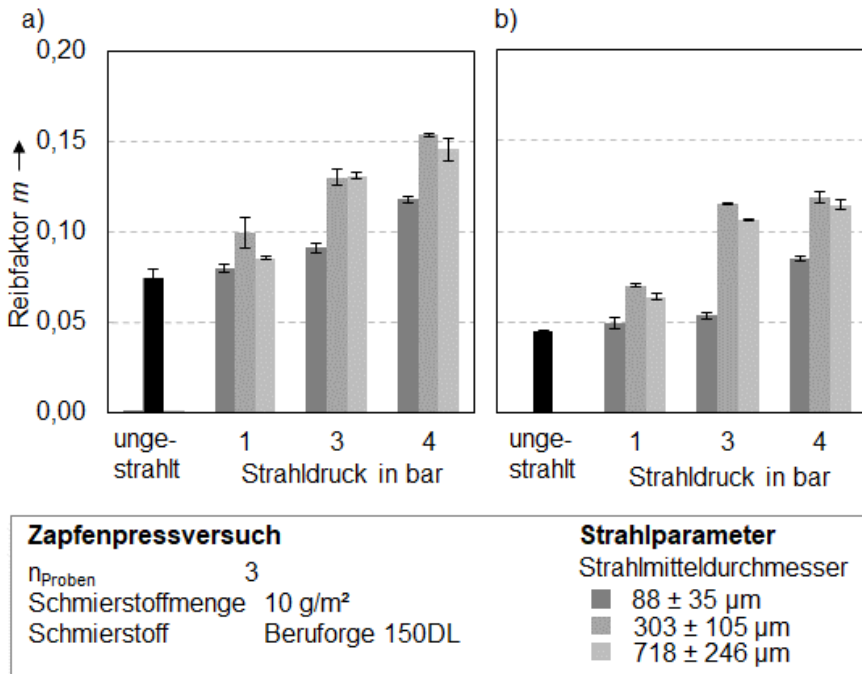 a)
b)
Reibfaktor m →
0,20
0,15
0,10
0,05
0,00
unge-
strahlt
1
3
4
Strahldruck in bar
unge-
strahlt
1
3
4
Strahldruck in bar
Zapfenpressversuch
nProben 3
Schmierstoffmenge 10 g/m²
Schmierstoff Beruforge 150DL
Strahlparameter
Strahlmitteldurchmesser
88 ± 35 µm
303 ± 105 µm
718 ± 246 µm